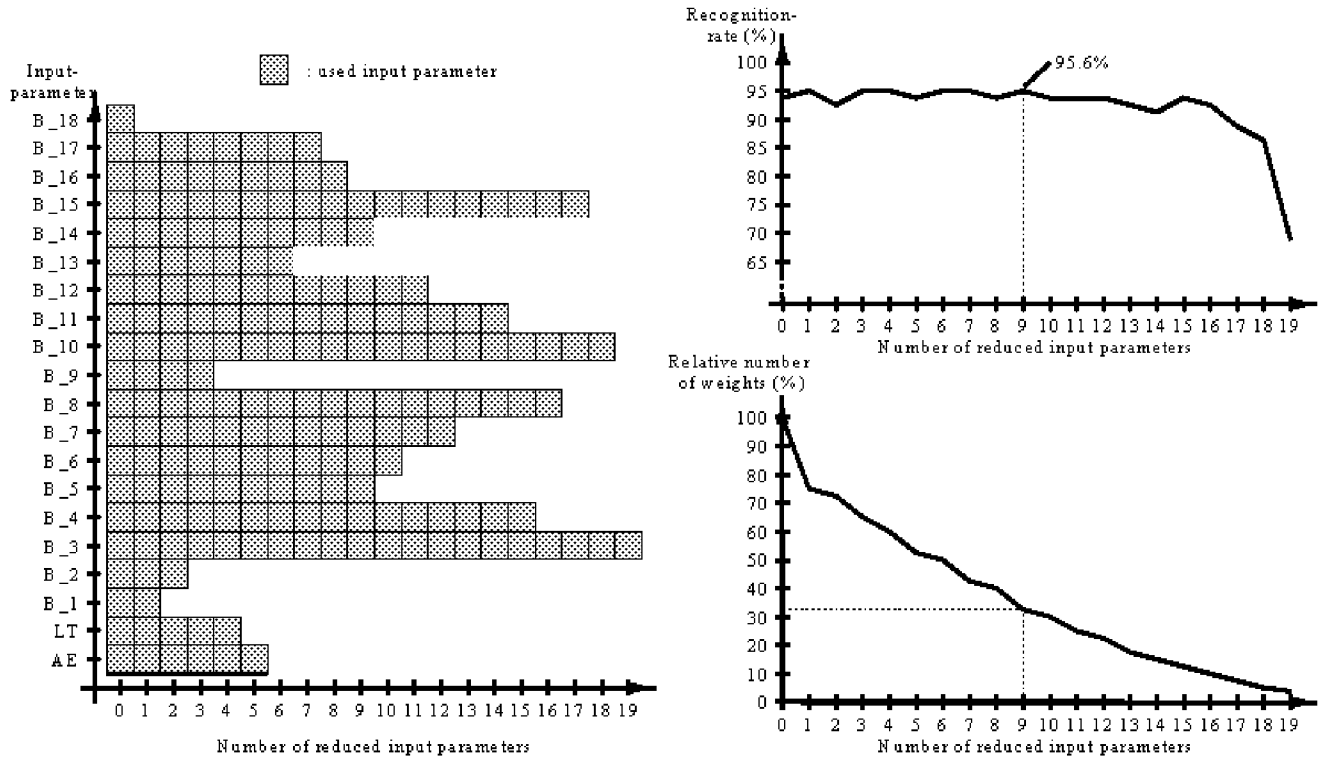 : used input parameter
Input-
parameter
B_18
B_17
B_16
B_15
B_14
B_13
B_12
B_11
B_10
B_9
B_8
B_7
B_6
B_5
B_4
B_3
B_2
B_1
LT
AE
0 1 2 3 4 5 6 7 8 9 10 11 12 13 14 15 16 17 18 19
Number of reduced input parameters
Recognition-
rate (%)
95.6%
100
95
90
85
80
75
70
65
0 1 2 3 4 5 6 7 8 9 10 11 12 13 14 15 16 17 18 19
Number of reduced input parameters
Relative number
of weights (%)
100
90
80
70
60
50
40
30
20
10
0
0 1 2 3 4 5 6 7 8 9 10 11 12 13 14 15 16 17 18 19
Number of reduced input parameters